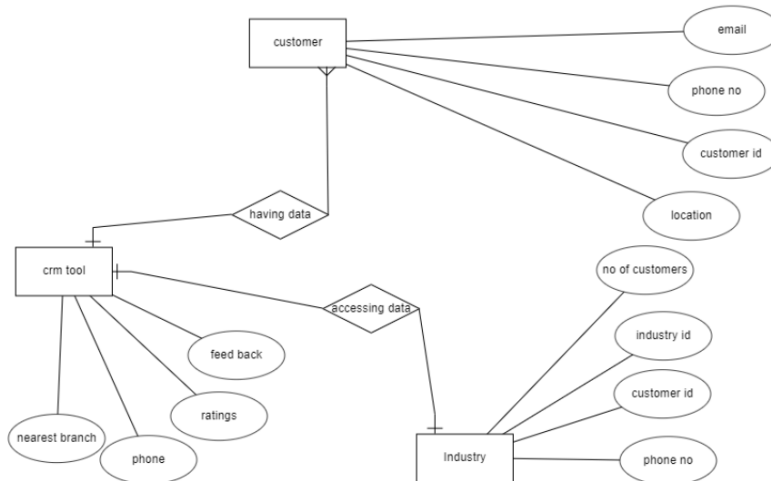 customer
email
phone no
customer id
location
having data
crm tool
accessing data
no of customers
industry id
customer id
phone no
feed back
ratings
nearest branch
phone
Industry